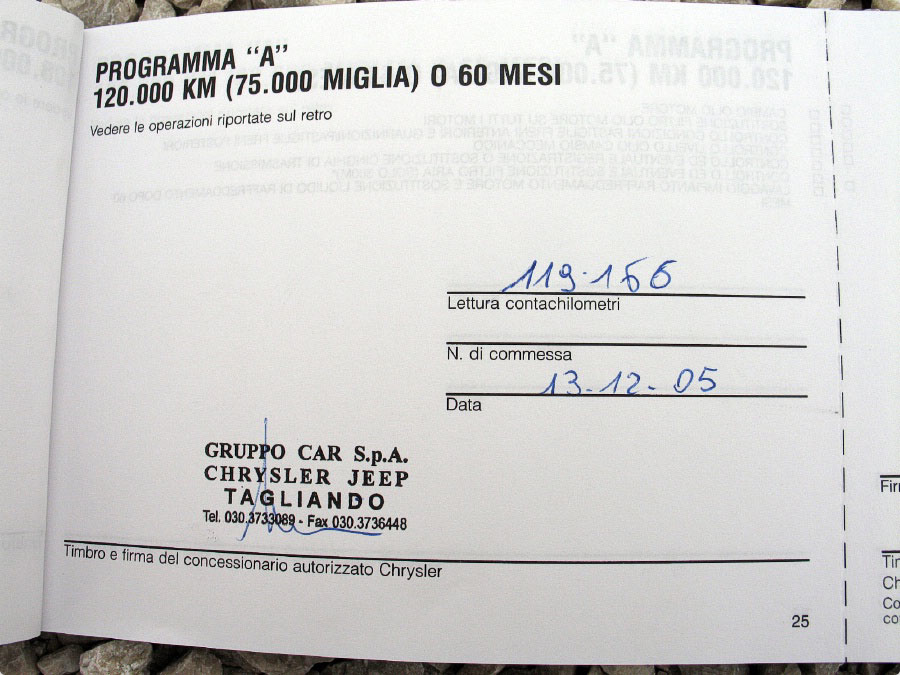 PROGRAMMA “A”
120.000 KM (75.000 MIGLIA) O 60 MESI
Vedere le operazioni riportate sul retro
119.166
Lettura contachilometri
N. di commessa
13-12-05
Data
GRUPPO CAR S.p.A.
CHRYSLER JEEP
TAGLIANDO
Tel. 030.3733089 - Fax 030.3736448
Timbro e firma del concessionario autorizzato Chrysler
25